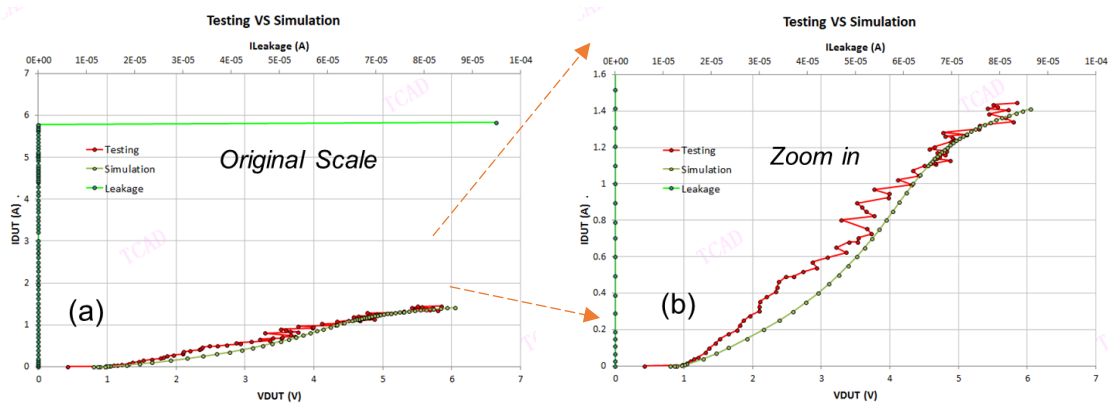 Testing VS Simulation
ILeakage (A)
0E+00 1E-05 2E-05 3E-05 4E-05 5E-05 6E-05 7E-05 8E-05 9E-05 1E-04
7
6
5
4
3
2
1
0
IDUT (A) .
Testing
Simulation
Leakage
Original Scale
TCAD
TCAD
(a)
0 1 2 3 4 5 6 7
VDUT (V)
Testing VS Simulation
ILeakage (A)
0E+00 1E-05 2E-05 3E-05 4E-05 5E-05 6E-05 7E-05 8E-05 9E-05 1E-04
1.6
1.4
1.2
1
0.8
0.6
0.4
0.2
0
IDUT (A) .
Testing
Simulation
Leakage
Zoom in
TCAD
TCAD
(b)
0 1 2 3 4 5 6 7
VDUT (V)